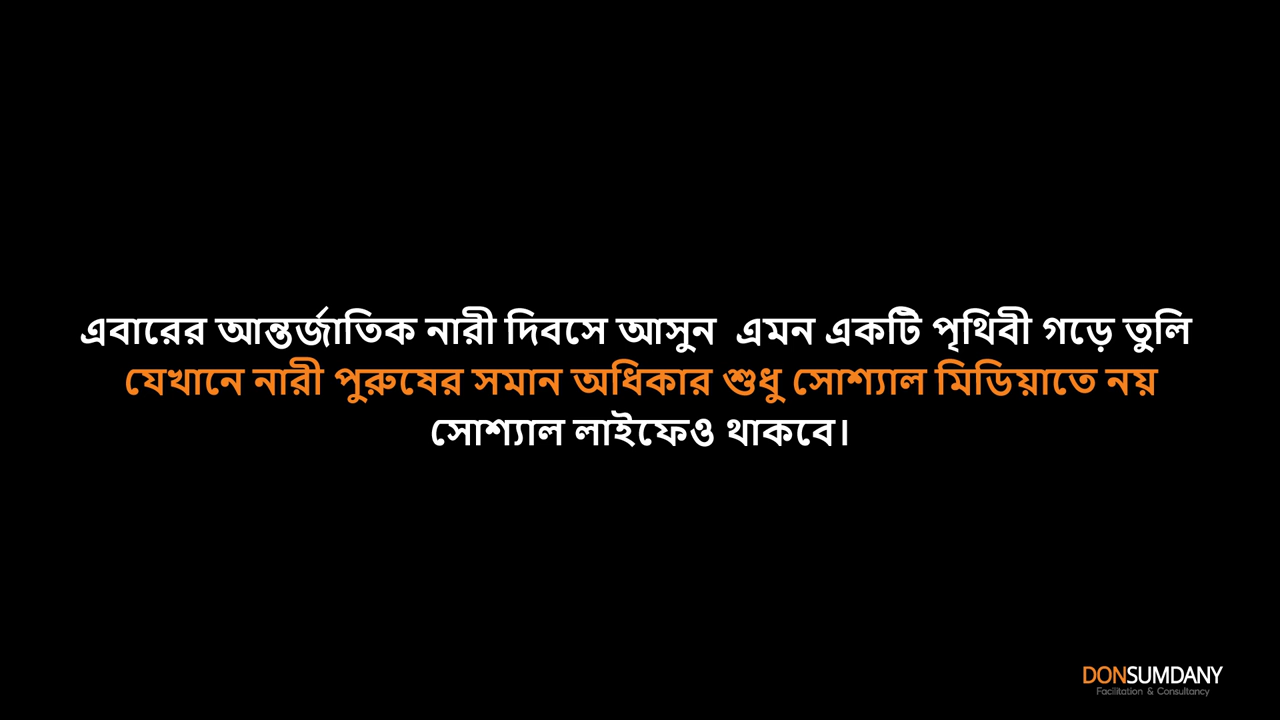 এবারের আন্তর্জাতিক নারী দিবসে আসুন এমন একটি পৃথিবী গড়ে তুলি
যেখানে নারী পুরুষের সমান অধিকার শুধু সোশ্যাল মিডিয়াতে নয়
সোশ্যাল লাইফেও থাকবে।
DONSUMDANY
Facilitation & Consultancy